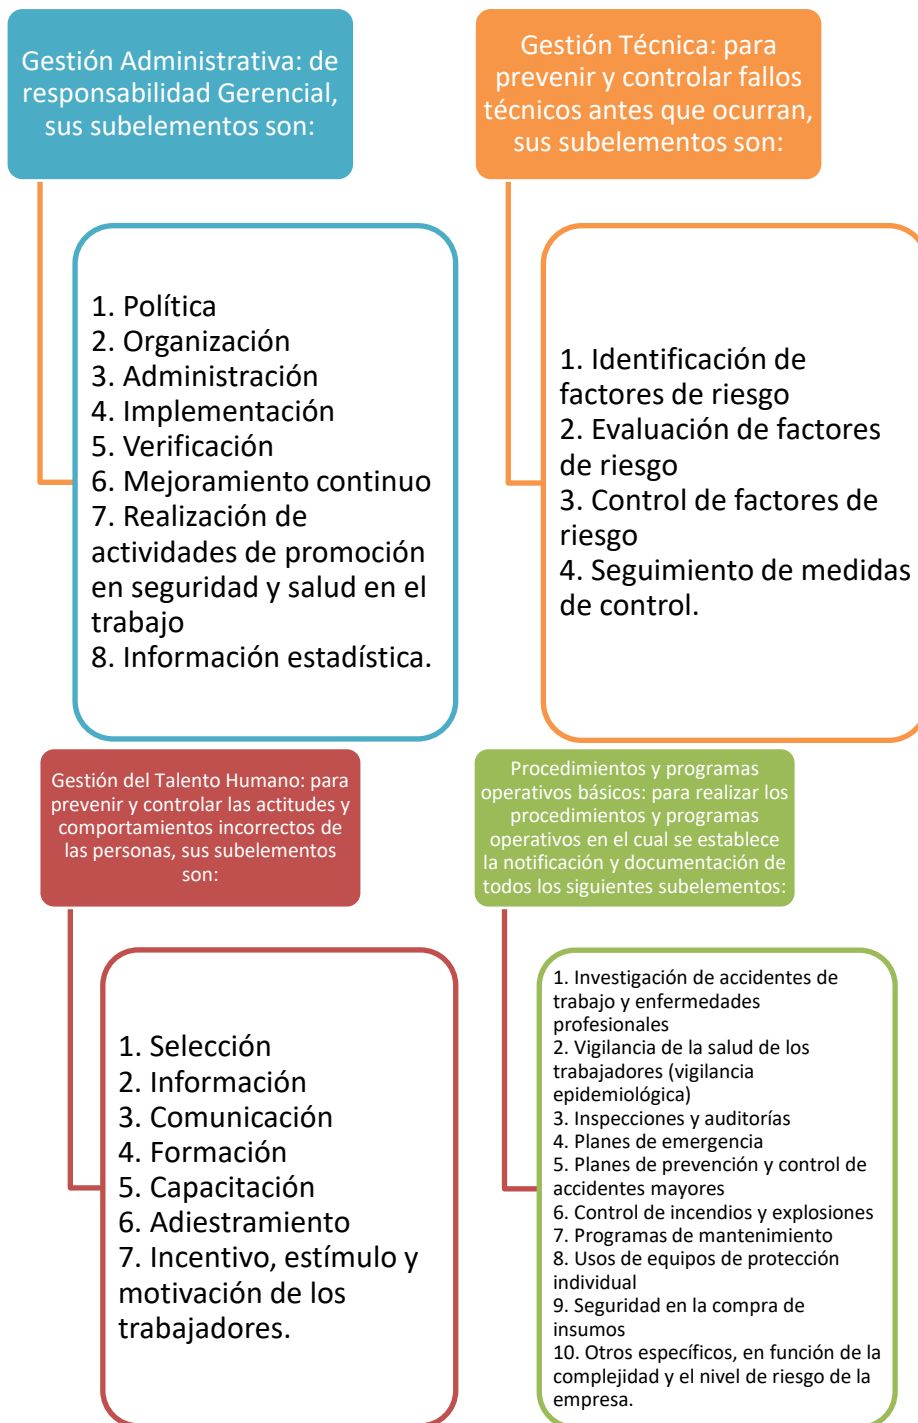 Gestión Administrativa: de
responsabilidad Gerencial,
sus subelementos son:
1. Política
2. Organización
3. Administración
4. Implementación
5. Verificación
6. Mejoramiento continuo
7. Realización de
actividades de promoción
en seguridad y salud en el
trabajo
8. Información estadística.
Gestión Técnica: para
prevenir y controlar fallos
técnicos antes que ocurran,
sus subelementos son:
1. Identificación de
factores de riesgo
2. Evaluación de factores
de riesgo
3. Control de factores de
riesgo
4. Seguimiento de medidas
de control.
Gestión del Talento Humano: para
prevenir y controlar las actitudes y
comportamientos incorrectos de
las personas, sus subelementos
son:
1. Selección
2. Información
3. Comunicación
4. Formación
5. Capacitación
6. Adiestramiento
7. Incentivo, estímulo y
motivación de los
trabajadores.
Procedimientos y programas
operativos básicos: para realizar los
procedimientos y programas
operativos en el cual se establece
la notificación y documentación de
todos los siguientes subelementos:
1. Investigación de accidentes de
trabajo y enfermedades
profesionales
2. Vigilancia de la salud de los
trabajadores (vigilancia
epidemiológica)
3. Inspecciones y auditorías
4. Planes de emergencia
5. Planes de prevención y control de
accidentes mayores
6. Control de incendios y explosiones
7. Programas de mantenimiento
8. Usos de equipos de protección
individual
9. Seguridad en la compra de
insumos
10. Otros específicos, en función de la
complejidad y el nivel de riesgo de la
empresa.